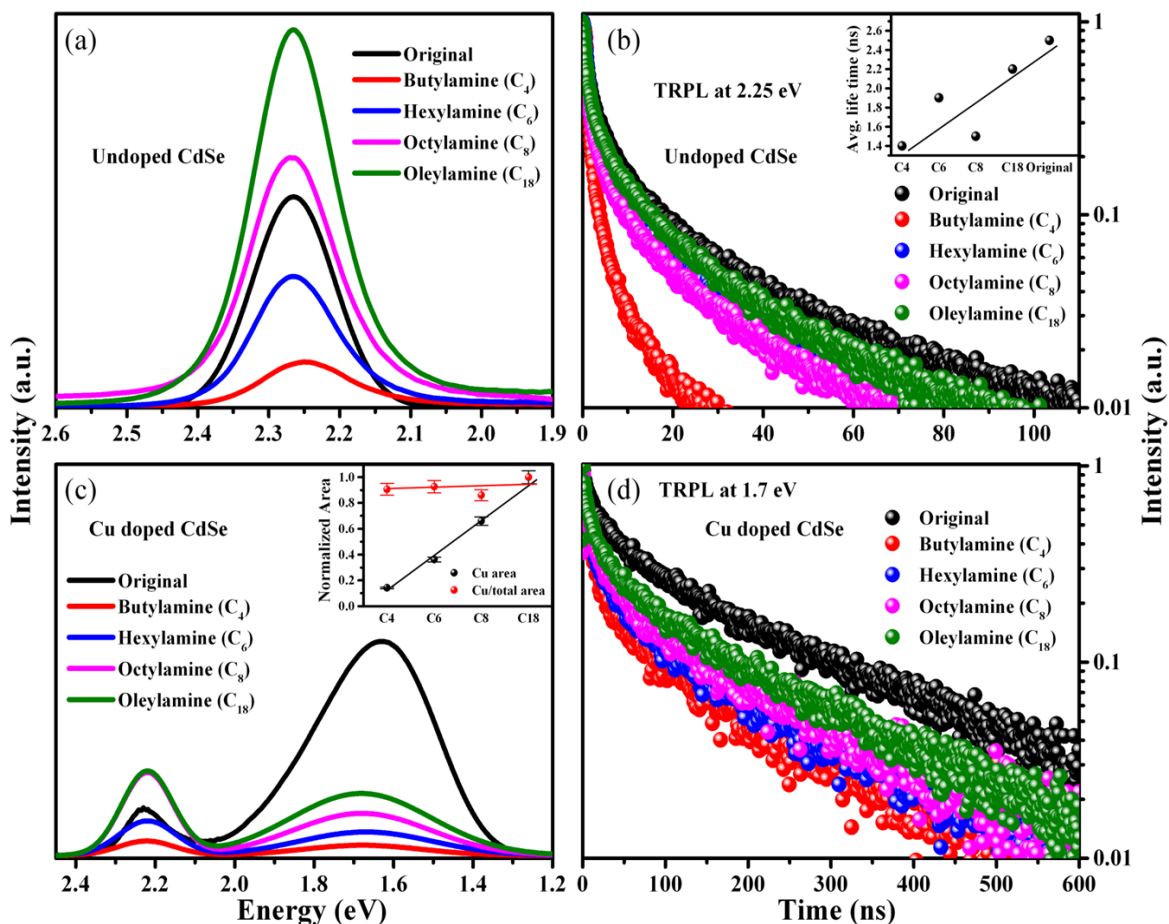 (a)
Original
Butylamine (C4)
Hexylamine (C6)
Octylamine (C8)
Oleylamine (C18)
Undoped CdSe
2.6 2.5 2.4 2.3 2.2 2.1 2.0 1.9
(b)
TRPL at 2.25 eV
Undoped CdSe
Avg. life time (ns)
2.6
2.4
2.2
2.0
1.8
1.6
1.4
C4 C6 C8 C18 Original
Original
Butylamine (C4)
Hexylamine (C6)
Octylamine (C8)
Oleylamine (C18)
1
0.1
0.01
0 20 40 60 80 100
Intensity (a.u.)
Intensity (a.u.)
(c)
Cu doped CdSe
Original
Butylamine (C4)
Hexylamine (C6)
Octylamine (C8)
Oleylamine (C18)
Normalized Area
1.0
0.8
0.6
0.4
0.2
0.0
Cu area
Cu/total area
C4 C6 C8 C18
2.4 2.2 2.0 1.8 1.6 1.4 1.2
Energy (eV)
(d)
TRPL at 1.7 eV
Cu doped CdSe
Original
Butylamine (C4)
Hexylamine (C6)
Octylamine (C8)
Oleylamine (C18)
1
0.1
0.01
0 100 200 300 400 500 600
Time (ns)